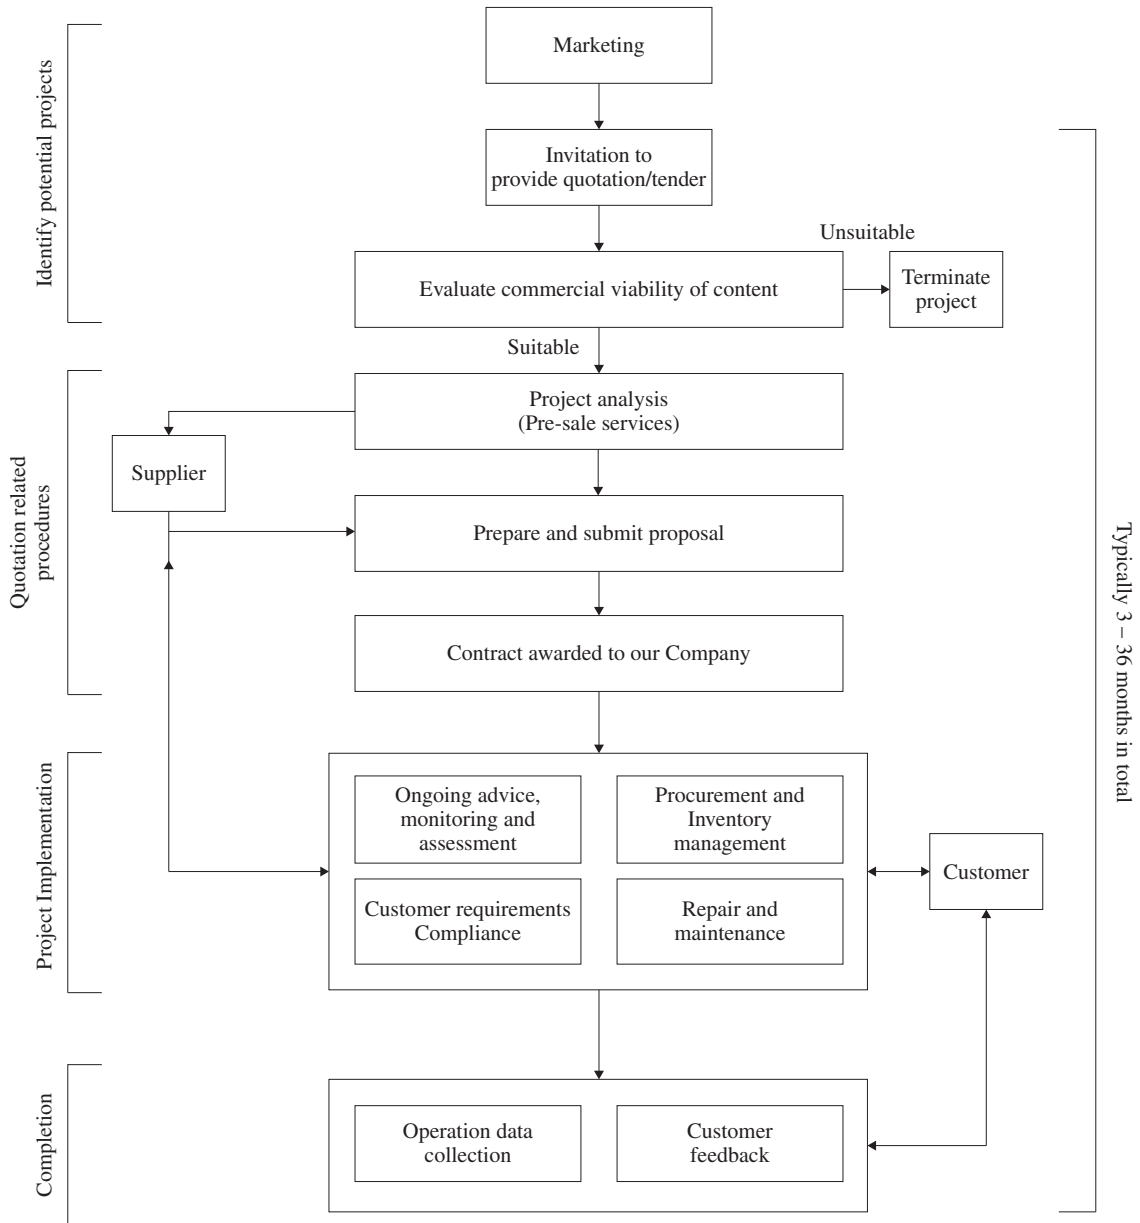 Marketing
Identify potential projects
Invitation to
provide quotation/tender
Unsuitable
Evaluate commercial viability of content
Terminate
project
Suitable
Project analysis
(Pre-sale services)
Supplier
Quotation related
procedures
Prepare and submit proposal
Contract awarded to our Company
Typically 3 – 36 months in total
Project Implementation
Ongoing advice,
monitoring and
assessment
Procurement and
Inventory
management
Customer
Customer requirements
Compliance
Repair and
maintenance
Completion
Operation data
collection
Customer
feedback